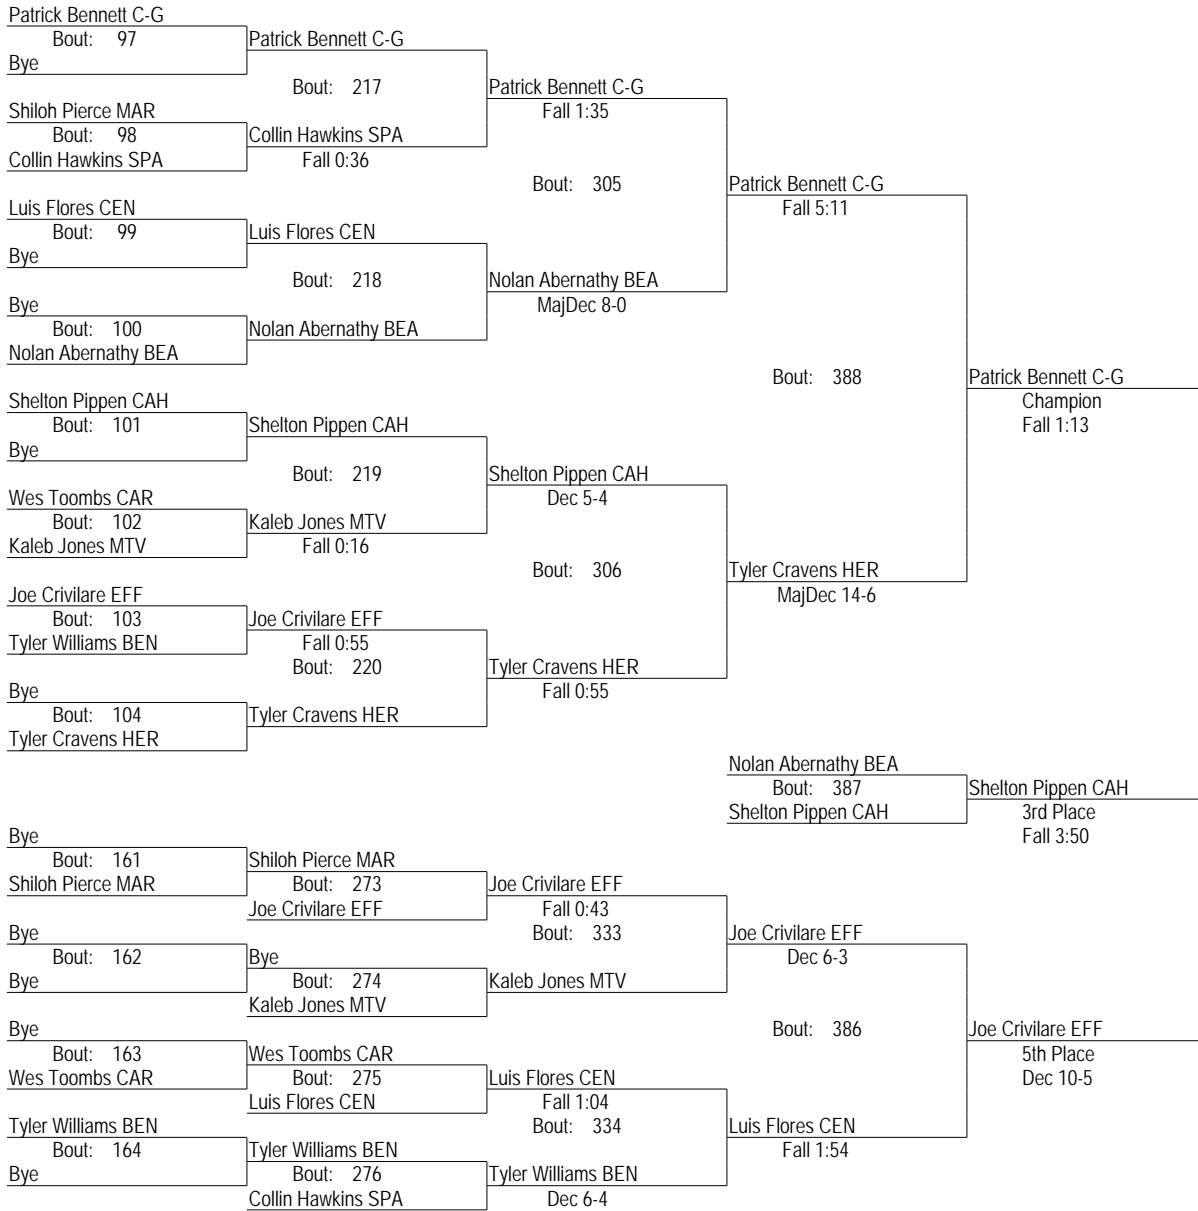 Patrick Bennett C-G
Bout: 97
Patrick Bennett C-G
Bye
Bout: 217
Patrick Bennett C-G
Shiloh Pierce MAR
Fall 1:35
Bout: 98
Collin Hawkins SPA
Collin Hawkins SPA
Fall 0:36
Bout: 305
Patrick Bennett C-G
Luis Flores CEN
Fall 5:11
Bout: 99
Luis Flores CEN
Bye
Bout: 218
Nolan Abernathy BEA
Bye
MajDec 8-0
Bout: 100
Nolan Abernathy BEA
Nolan Abernathy BEA
Bout: 388
Patrick Bennett C-G
Shelton Pippen CAH
Champion
Bout: 101
Shelton Pippen CAH
Fall 1:13
Bye
Bout: 219
Shelton Pippen CAH
Wes Toombs CAR
Dec 5-4
Bout: 102
Kaleb Jones MTV
Kaleb Jones MTV
Fall 0:16
Bout: 306
Tyler Cravens HER
Joe Crivilare EFF
MajDec 14-6
Bout: 103
Joe Crivilare EFF
Tyler Williams BEN
Fall 0:55
Bout: 220
Tyler Cravens HER
Bye
Fall 0:55
Bout: 104
Tyler Cravens HER
Tyler Cravens HER
Nolan Abernathy BEA
Bout: 387
Shelton Pippen CAH
Shelton Pippen CAH
3rd Place
Fall 3:50
Bye
Bout: 161
Shiloh Pierce MAR
Shiloh Pierce MAR
Bout: 273
Joe Crivilare EFF
Joe Crivilare EFF
Fall 0:43
Bye
Bout: 333
Joe Crivilare EFF
Bout: 162
Bye
Dec 6-3
Bye
Bout: 274
Kaleb Jones MTV
Kaleb Jones MTV
Bye
Bout: 386
Joe Crivilare EFF
Bout: 163
Wes Toombs CAR
5th Place
Wes Toombs CAR
Bout: 275
Luis Flores CEN
Dec 10-5
Luis Flores CEN
Fall 1:04
Tyler Williams BEN
Bout: 334
Luis Flores CEN
Bout: 164
Tyler Williams BEN
Fall 1:54
Bye
Bout: 276
Tyler Williams BEN
Collin Hawkins SPA
Dec 6-4